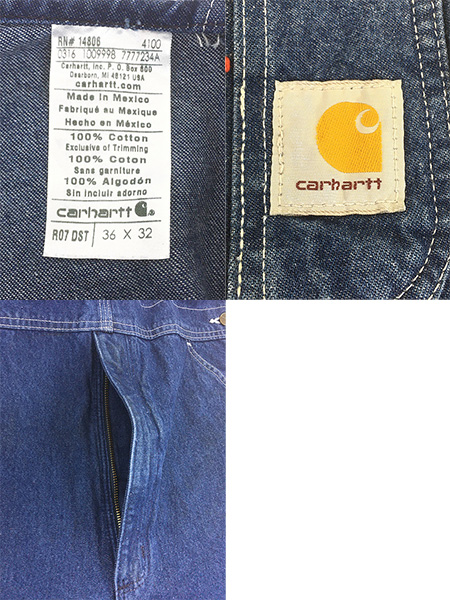 RN# 14806 4100
0316 1009998 7777234A
Carhartt, Inc. P.O. Box 600
Dearborn, MI 48121 USA
carhartt.com
Made in Mexico
Fabriqué au Mexique
Hecho en México
100% Cotton
Exclusive of Trimming
100% Coton
Sans garniture
100% Algodón
Sin incluir adorno
carhartt
R07 DST 36 X 32
carhartt